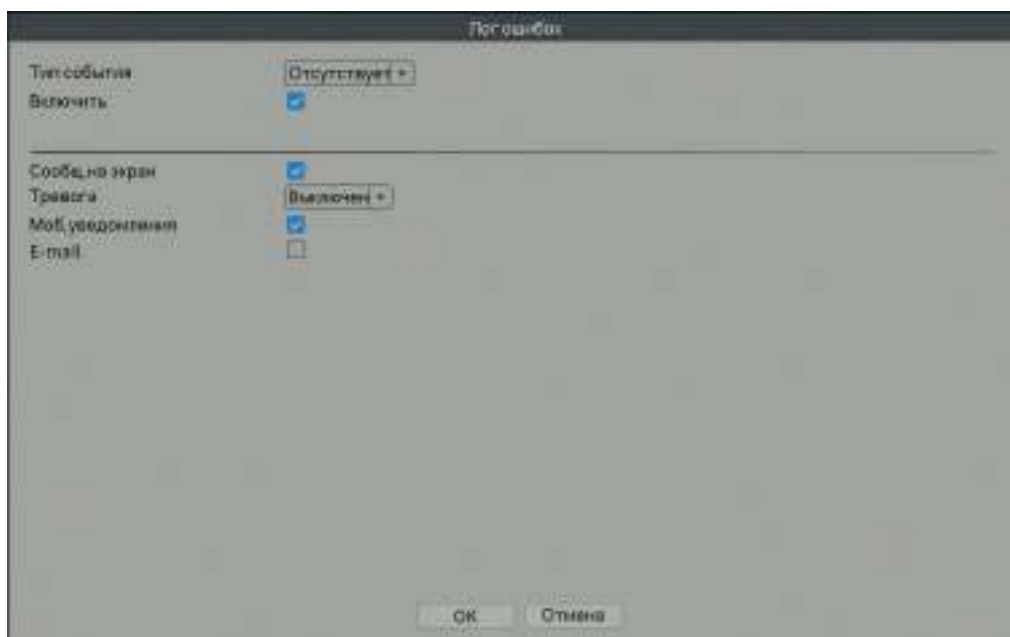 Лог ошибок
Тип события Отсутствует
Включить
Сообщ,на экран
Тревога Выключен
Моб,уведомления
E-mail
OK Отмена